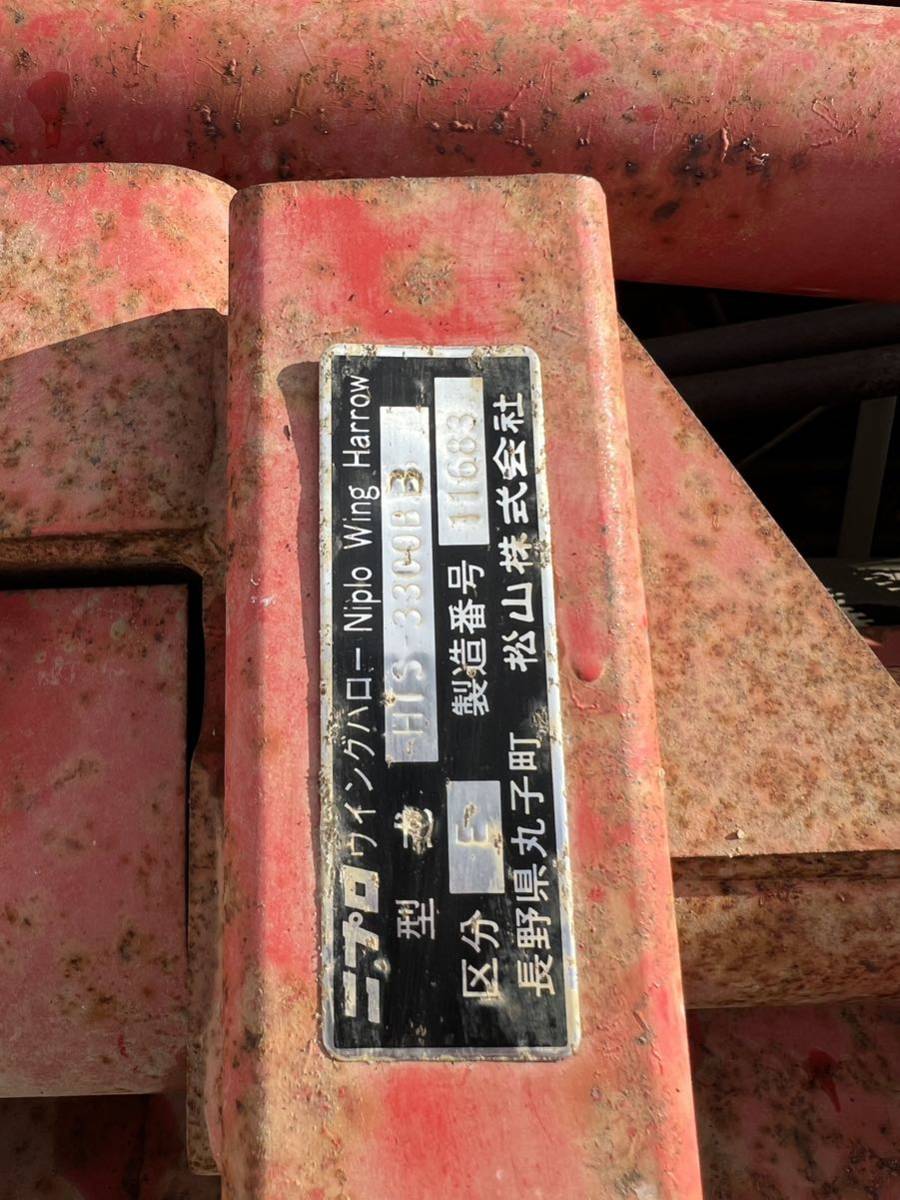 ニプロ ウイングハロー Niplo Wing Harrow
型式 HTS-3300BB
区分 E 製造番号 11683
長野県丸子町 松山株式会社